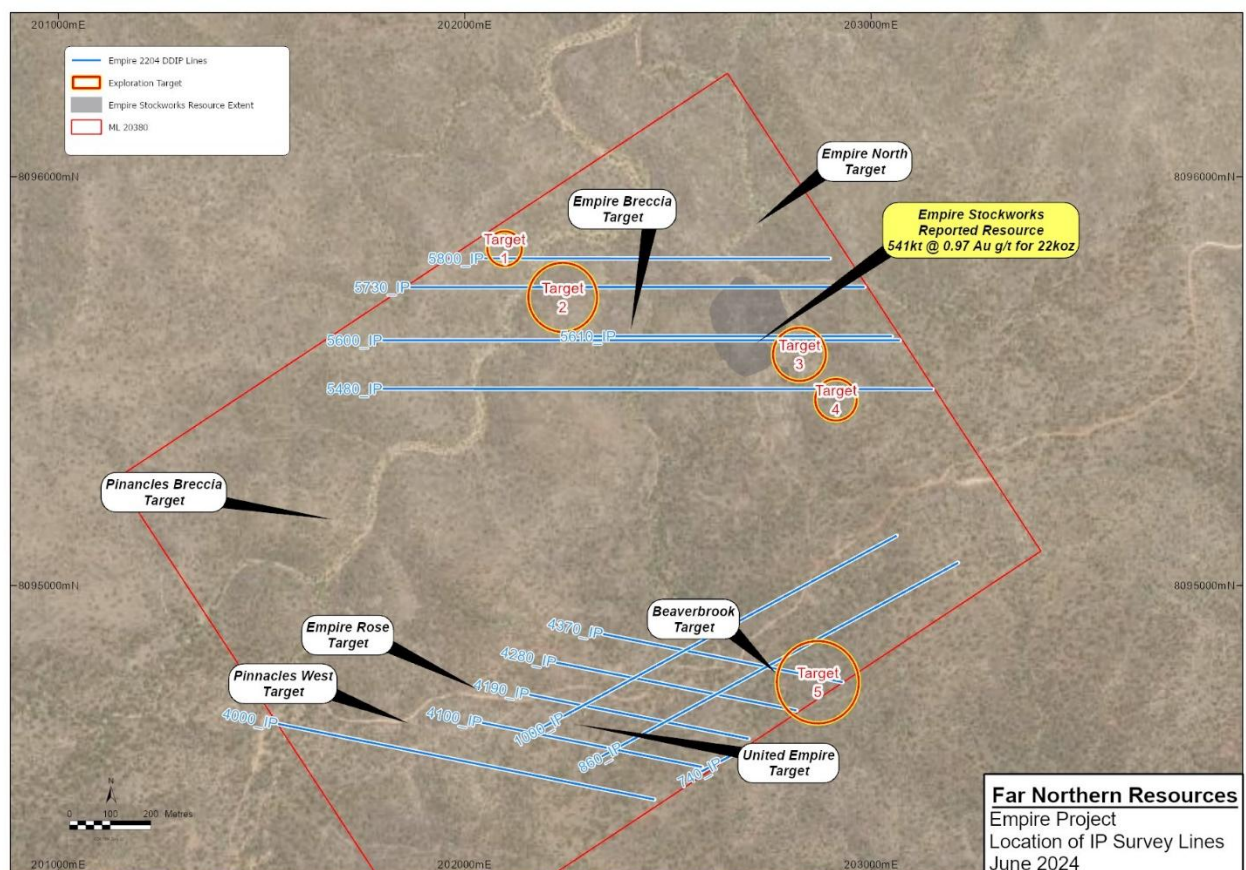 201000mE
202000mE
203000mE
Empire 2204 DDIP Lines
Exploration Target
Empire Stockworks Resource Extent
ML 20380
8096000mN
8096000mN
Empire North
Target
Empire Breccia
Target
Empire Stockworks
Reported Resource
541kt @ 0.97 Au g/t for 22koz
Target
1
5800_IP
5730_IP
Target
2
5610_IP
5600_IP
Target
3
5480_IP
Target
4
Pinancles Breccia
Target
8095000mN
8095000mN
Empire Rose
Target
Beaverbrook
Target
4370_IP
4280_IP
Pinnacles West
Target
4190_IP
Target
5
4000_IP
4100_IP
1000_IP
860_IP
740_IP
United Empire
Target
N
0 100 200 Metres
Far Northern Resources
Empire Project
Location of IP Survey Lines
June 2024
201000mE
202000mE
203000mE